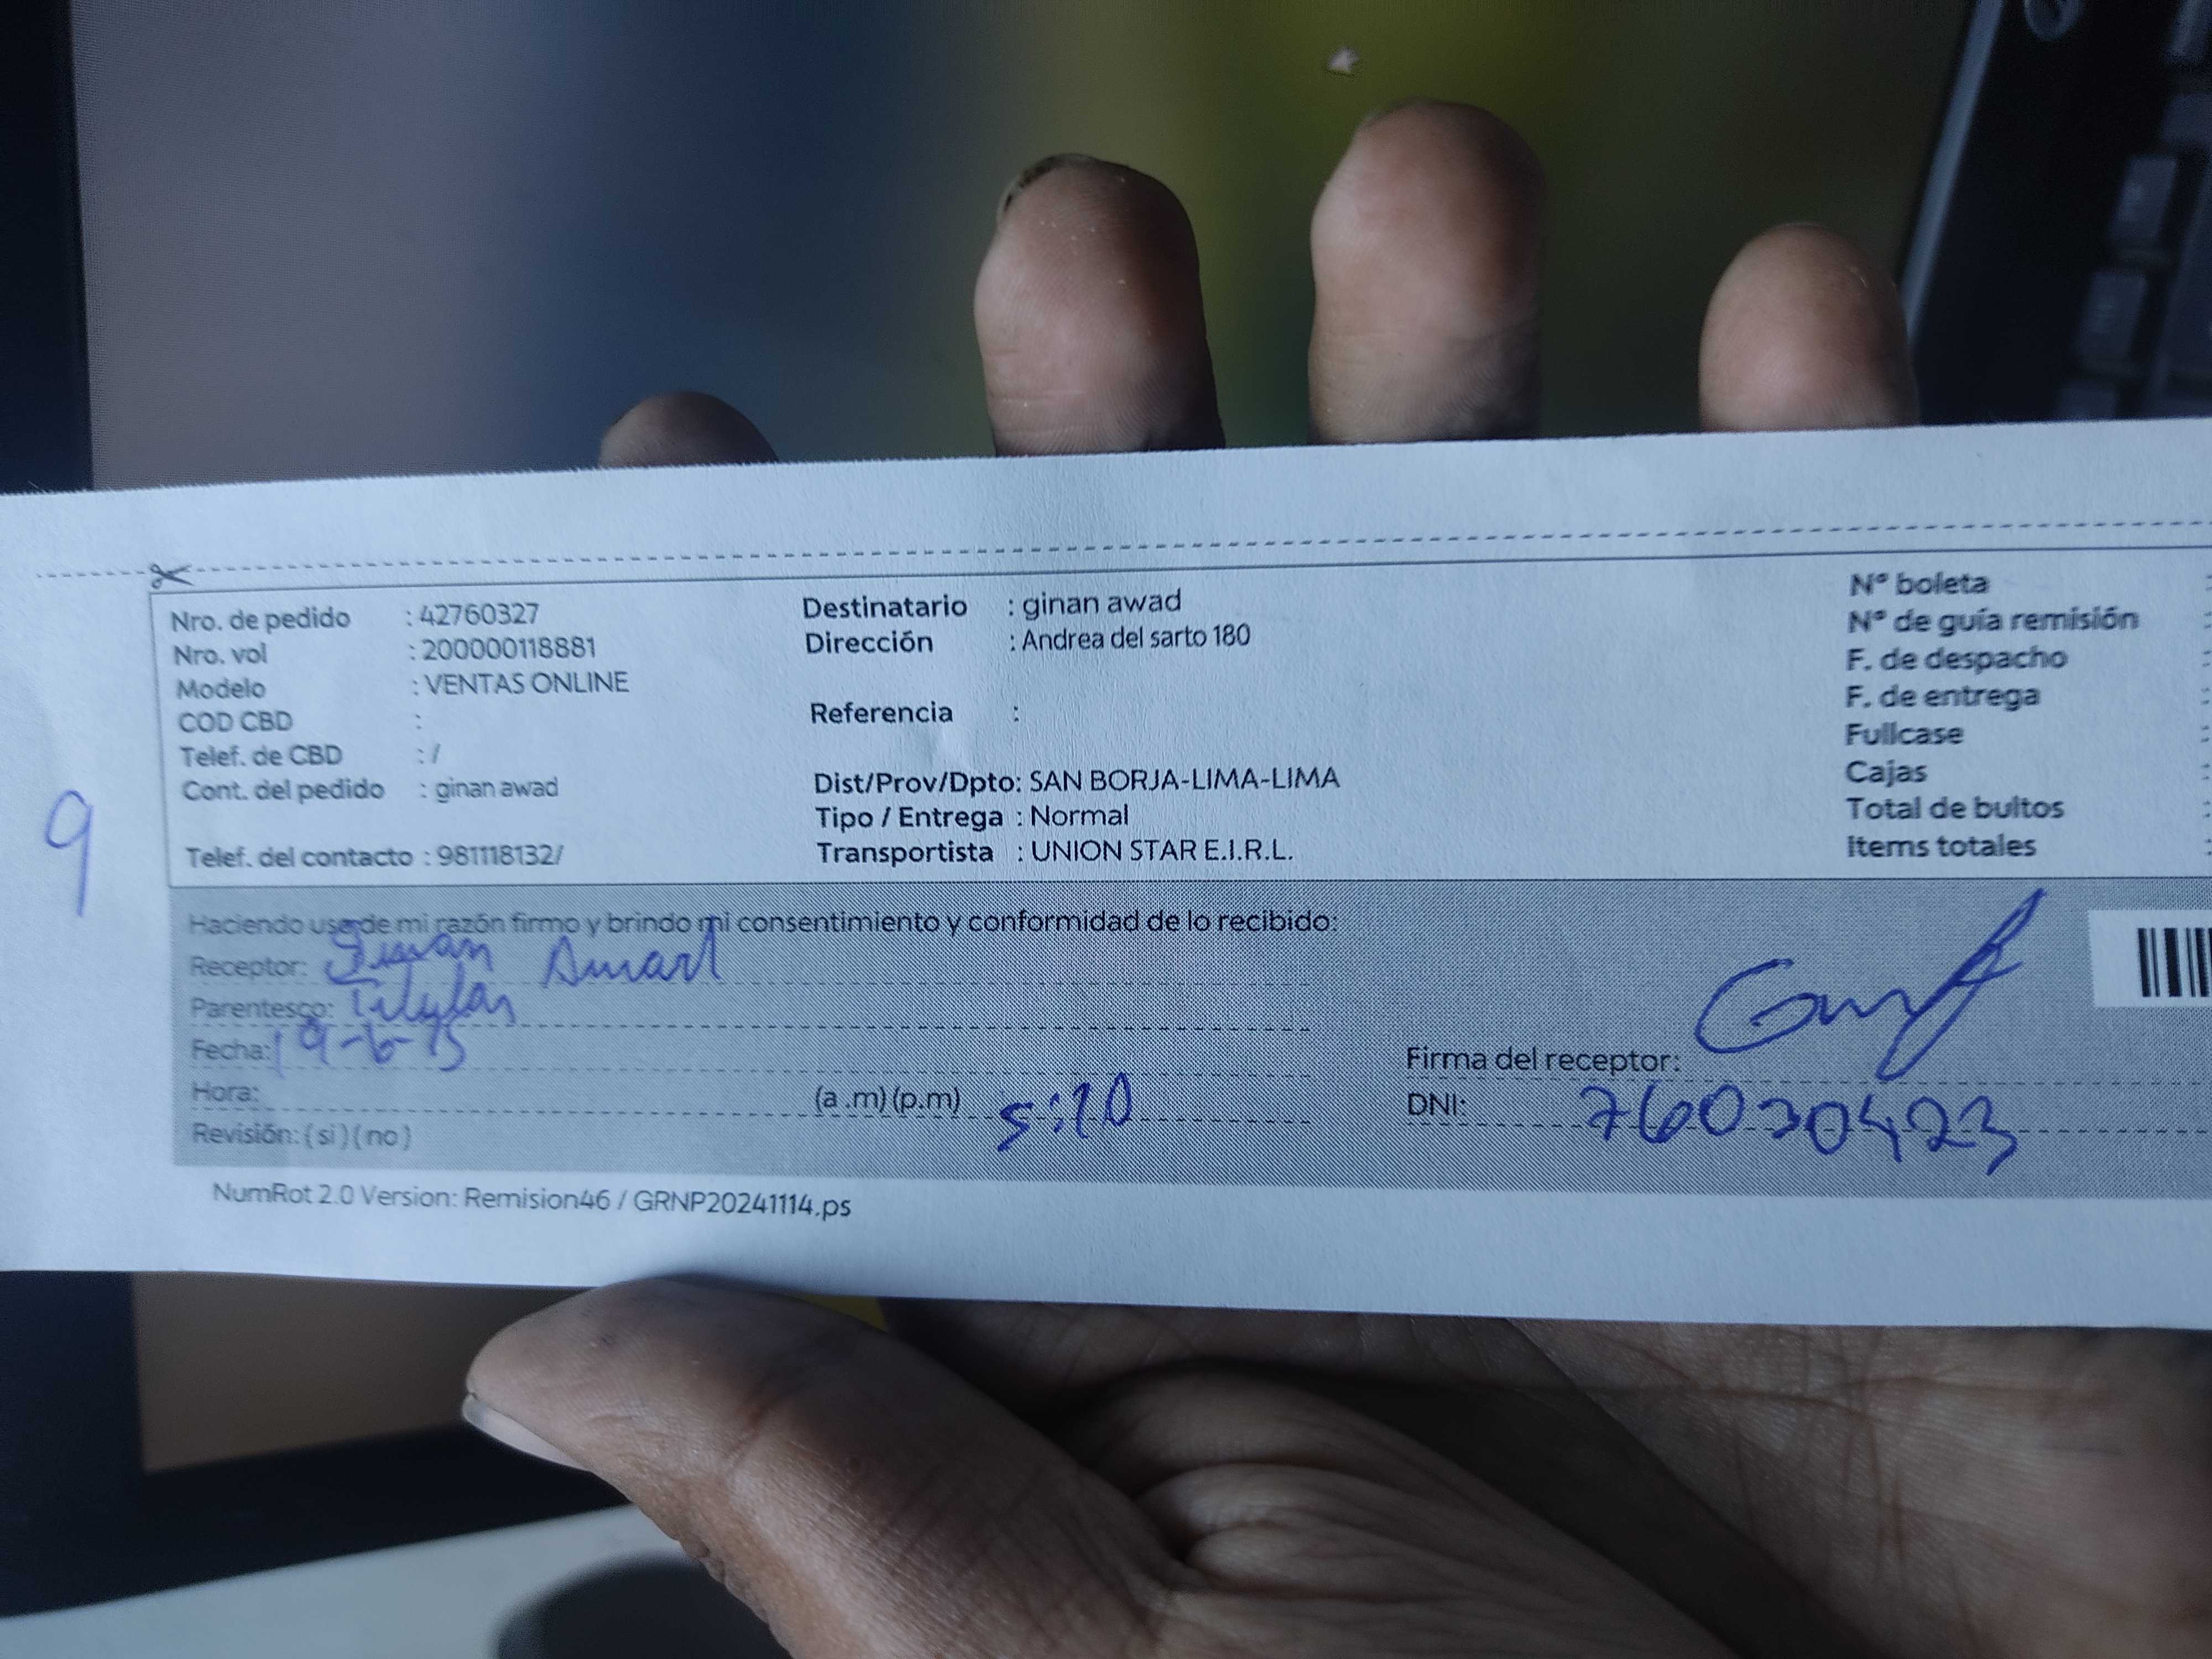 Nro. de pedido : 42760327
Nro. vol : 200000118881
Modelo : VENTAS ONLINE
COD CBD :
Telef. de CBD : /
Cont. del pedido : ginan awad
Telef. del contacto : 981118132/
Destinatario : ginan awad
Dirección : Andrea del sarto 180
Referencia :
Dist/Prov/Dpto: SAN BORJA-LIMA-LIMA
Tipo / Entrega : Normal
Transportista : UNION STAR E.I.R.L.
N° boleta :
N° de guía remisión :
F. de despacho :
F. de entrega :
Fullcase :
Cajas :
Total de bultos :
Items totales :
9
Haciendo uso de mi razón firmo y brindo mi consentimiento y conformidad de lo recibido:
Receptor:
Parentesco:
Fecha: 19-6-
Hora: (a .m) (p.m) 5:10
Revisión: ( si ) ( no )
Firma del receptor:
DNI:
NumRot 2.0 Version: Remision46 / GRNP20241114.ps